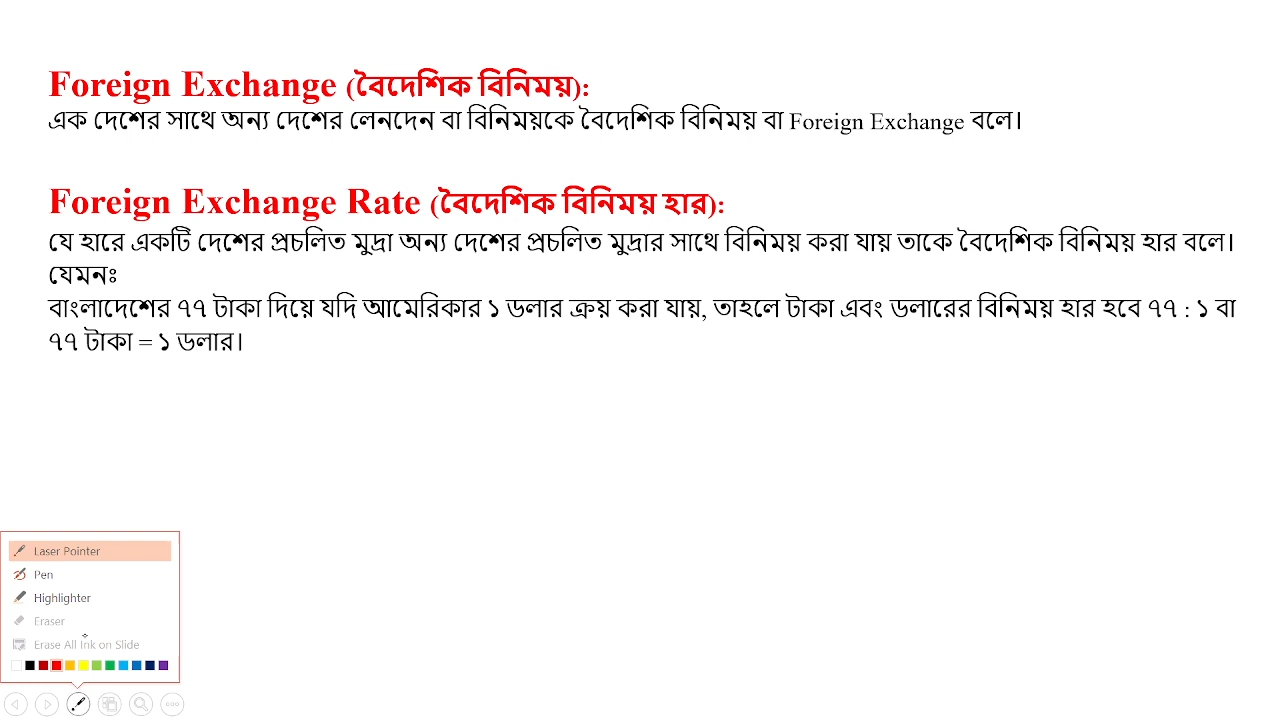 Foreign Exchange (বৈদেশিক বিনিময়):
এক দেশের সাথে অন্য দেশের লেনদেন বা বিনিময়কে বৈদেশিক বিনিময় বা Foreign Exchange বলে।
Foreign Exchange Rate (বৈদেশিক বিনিময় হার):
যে হারে একটি দেশের প্রচলিত মুদ্রা অন্য দেশের প্রচলিত মুদ্রার সাথে বিনিময় করা যায় তাকে বৈদেশিক বিনিময় হার বলে।
যেমনঃ
বাংলাদেশের ৭৭ টাকা দিয়ে যদি আমেরিকার ১ ডলার ক্রয় করা যায়, তাহলে টাকা এবং ডলারের বিনিময় হার হবে ৭৭ : ১ বা
৭৭ টাকা = ১ ডলার।
Laser Pointer
Pen
Highlighter
Eraser
Erase All Ink on Slide